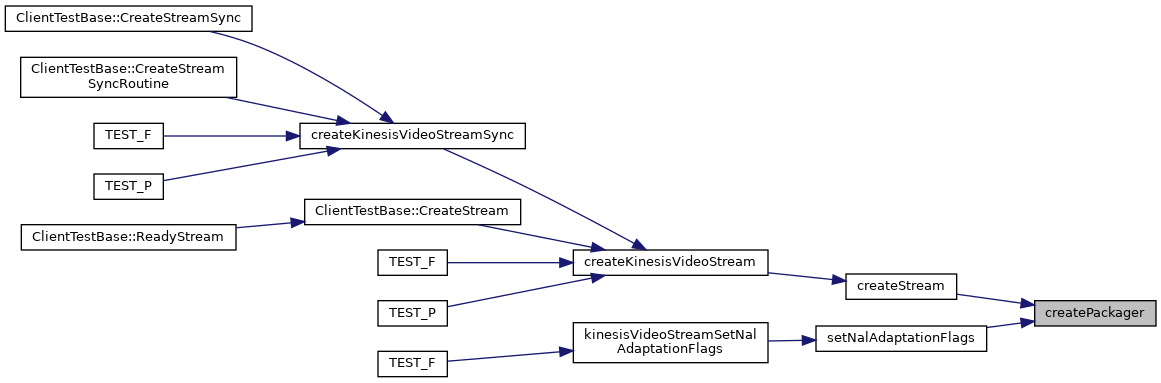 ClientTestBase::CreateStreamSync
ClientTestBase::CreateStream
SyncRoutine
TEST_F
createKinesisVideoStreamSync
TEST_P
ClientTestBase::CreateStream
ClientTestBase::ReadyStream
TEST_F
createKinesisVideoStream
createStream
TEST_P
createPackager
kinesisVideoStreamSetNal
AdaptationFlags
setNalAdaptationFlags
TEST_F